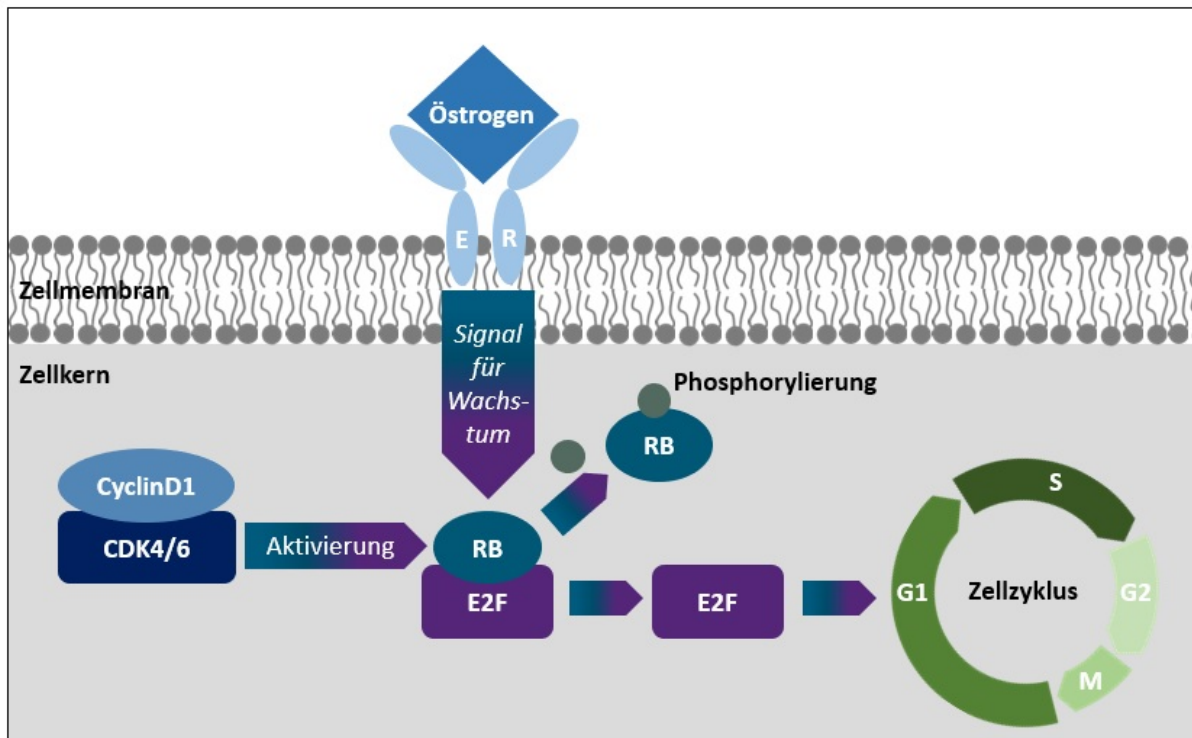 Östrogen
E
R
Zellmembran
Signal
für
Wachs-
tum
Zellkern
Phosphorylierung
RB
CyclinD1
CDK4/6
Aktivierung
RB
E2F
E2F
S
G1
Zellzyklus
G2
M